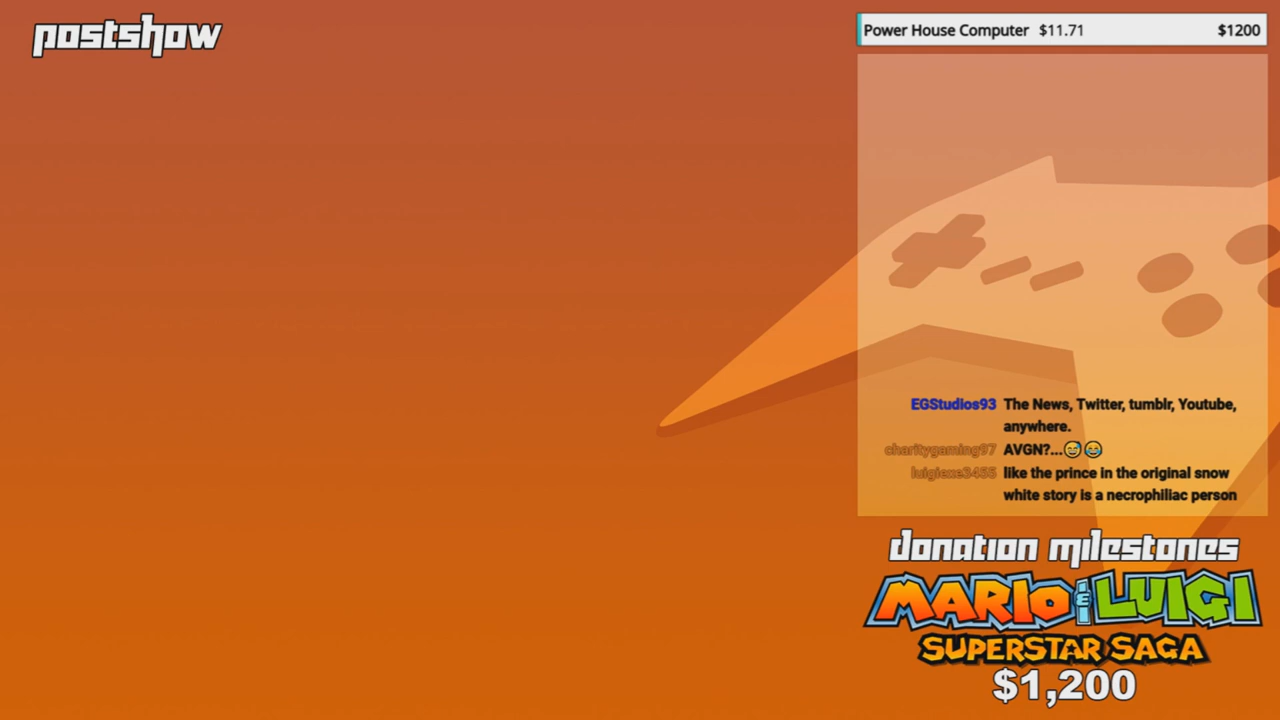 postshow
Power House Computer $11.71 $1200
EGStudios93 The News, Twitter, tumblr, Youtube,
anywhere.
charitygaming97 AVGN?...😅😂
luigiexe3455 like the prince in the original snow
white story is a necrophiliac person
donation milestones
MARIO & LUIGI
SUPERSTAR SAGA
$1,200